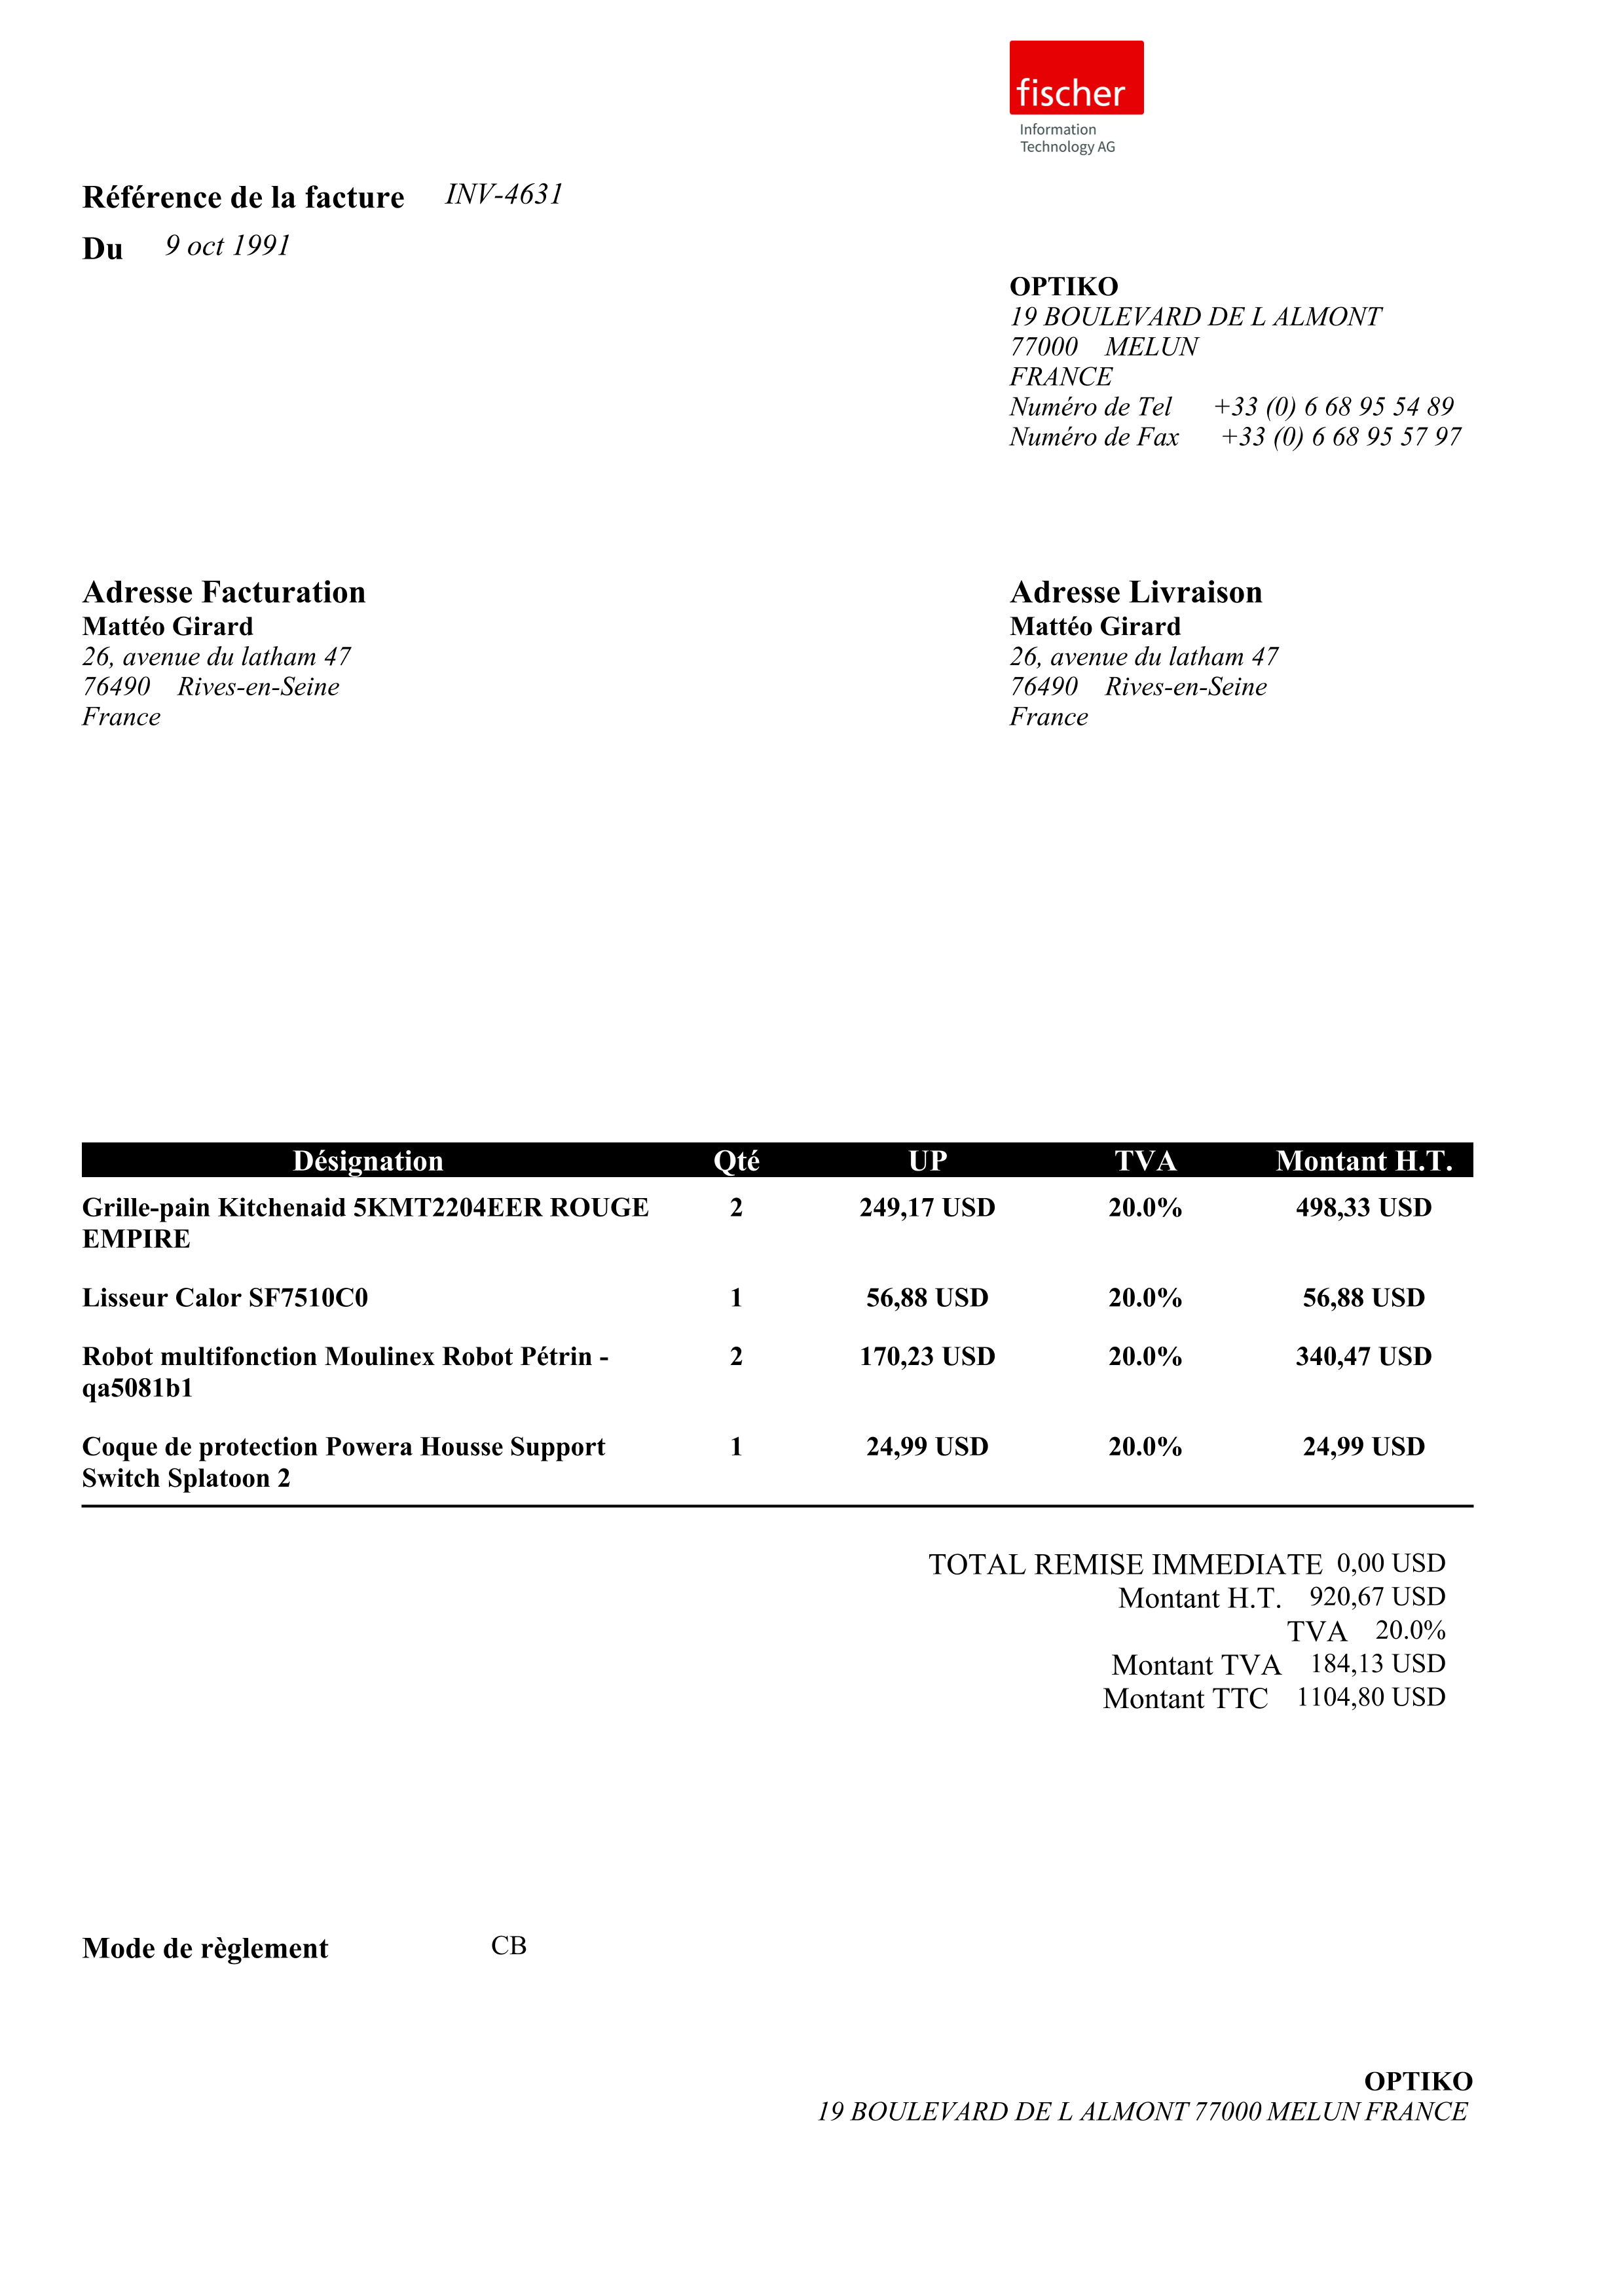 fischer
Information
Technology AG
Référence de la facture INV-4631
Du 9 oct 1991
OPTIKO
19 BOULEVARD DE L ALMONT
77000 MELUN
FRANCE
Numéro de Tel +33 (0) 6 68 95 54 89
Numéro de Fax +33 (0) 6 68 95 57 97
Adresse Facturation
Mattéo Girard
26, avenue du latham 47
76490 Rives-en-Seine
France
Adresse Livraison
Mattéo Girard
26, avenue du latham 47
76490 Rives-en-Seine
France
Désignation Qté UP TVA Montant H.T.
Grille-pain Kitchenaid 5KMT2204EER ROUGE 2 249,17 USD 20.0% 498,33 USD
EMPIRE
Lisseur Calor SF7510C0 1 56,88 USD 20.0% 56,88 USD
Robot multifonction Moulinex Robot Pétrin - 2 170,23 USD 20.0% 340,47 USD
qa5081b1
Coque de protection Powera Housse Support 1 24,99 USD 20.0% 24,99 USD
Switch Splatoon 2
TOTAL REMISE IMMEDIATE 0,00 USD
Montant H.T. 920,67 USD
TVA 20.0%
Montant TVA 184,13 USD
Montant TTC 1104,80 USD
Mode de règlement CB
OPTIKO
19 BOULEVARD DE L ALMONT 77000 MELUN FRANCE